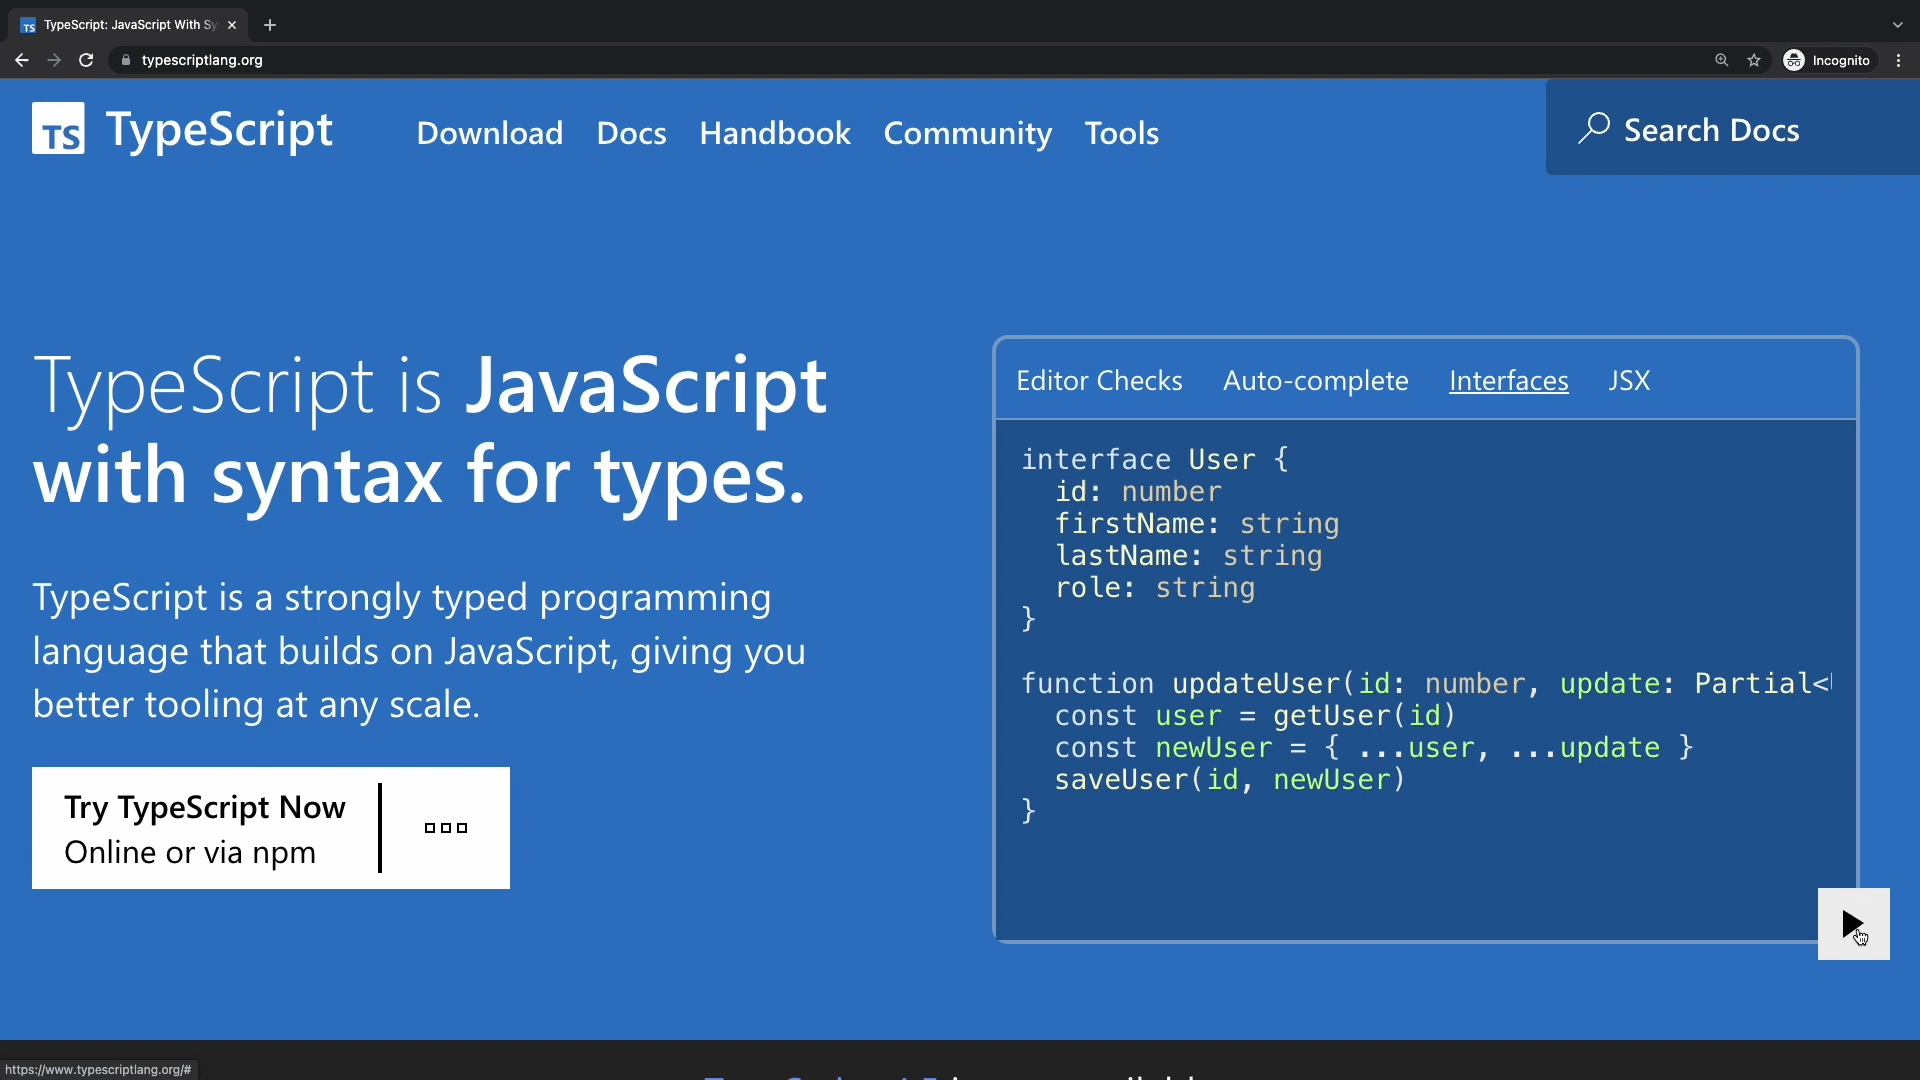 TypeScript: JavaScript With Sy
typescriptlang.org
Incognito
TS TypeScript
Download Docs Handbook Community Tools
Search Docs
TypeScript is JavaScript
with syntax for types.
TypeScript is a strongly typed programming
language that builds on JavaScript, giving you
better tooling at any scale.
Try TypeScript Now
Online or via npm
Editor Checks Auto-complete Interfaces JSX
interface User {
id: number
firstName: string
lastName: string
role: string
}
function updateUser(id: number, update: Partial<
const user = getUser(id)
const newUser = { ...user, ...update }
saveUser(id, newUser)
}
https://www.typescriptlang.org/#